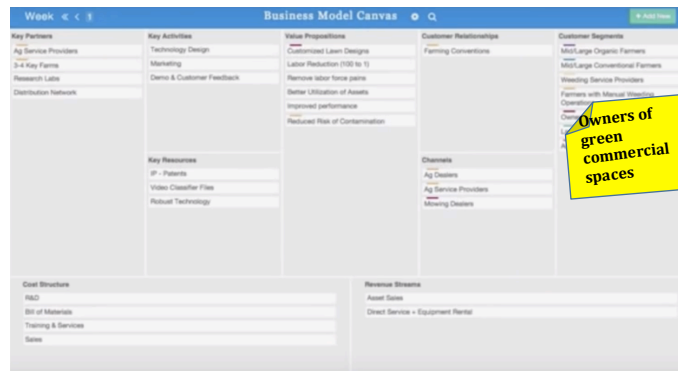 Week « < 1
Business Model Canvas
+ Add New
Key Partners
Ag Service Providers
3-4 Key Farms
Research Labs
Distribution Network
Key Activities
Technology Design
Marketing
Demo & Customer Feedback
Key Resources
IP - Patents
Video Classifier Files
Robust Technology
Value Propositions
Customized Lawn Designs
Labor Reduction (100 to 1)
Remove labor force pains
Better Utilization of Assets
Improved performance
Reduced Risk of Contamination
Customer Relationships
Farming Conventions
Channels
Ag Dealers
Ag Service Providers
Mowing Dealers
Customer Segments
Mid/Large Organic Farmers
Mid/Large Conventional Farmers
Weeding Service Providers
Farmers with Manual Weeding
Operations
Owners of
green
commercial
spaces
Cost Structure
R&D
Bill of Materials
Training & Services
Sales
Revenue Streams
Asset Sales
Direct Service + Equipment Rental